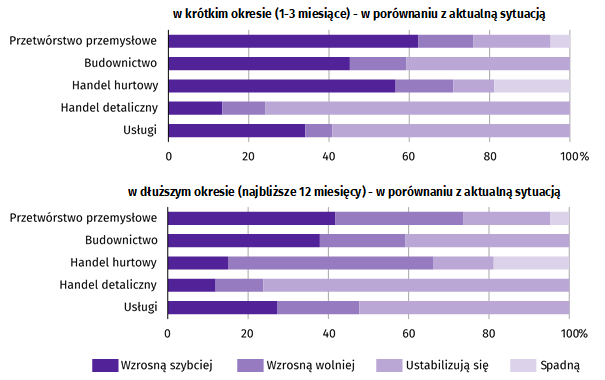 w krótkim okresie (1-3 miesiące) - w porównaniu z aktualną sytuacją
Przetwórstwo przemysłowe
Budownictwo
Handel hurtowy
Handel detaliczny
Usługi
0 20 40 60 80 100%
w dłuższym okresie (najbliższe 12 miesięcy) - w porównaniu z aktualną sytuacją
Przetwórstwo przemysłowe
Budownictwo
Handel hurtowy
Handel detaliczny
Usługi
0 20 40 60 80 100%
Wzrosną szybciej Wzrosną wolniej Ustabilizują się Spadną